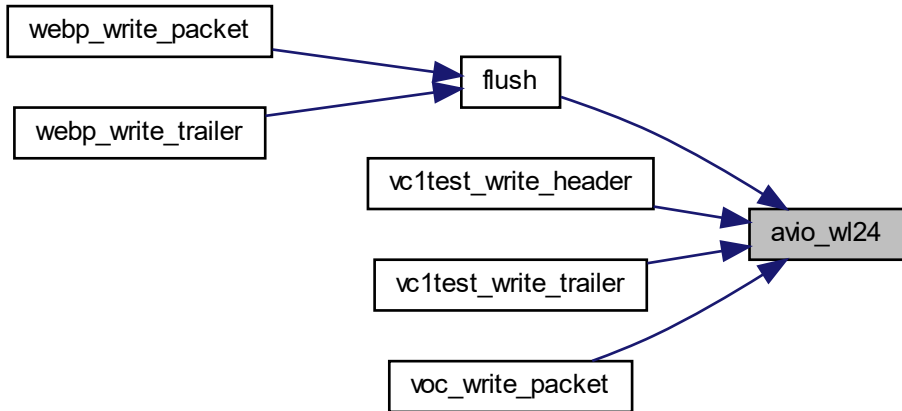 webp_write_packet
flush
webp_write_trailer
vc1test_write_header
avio_wl24
vc1test_write_trailer
voc_write_packet